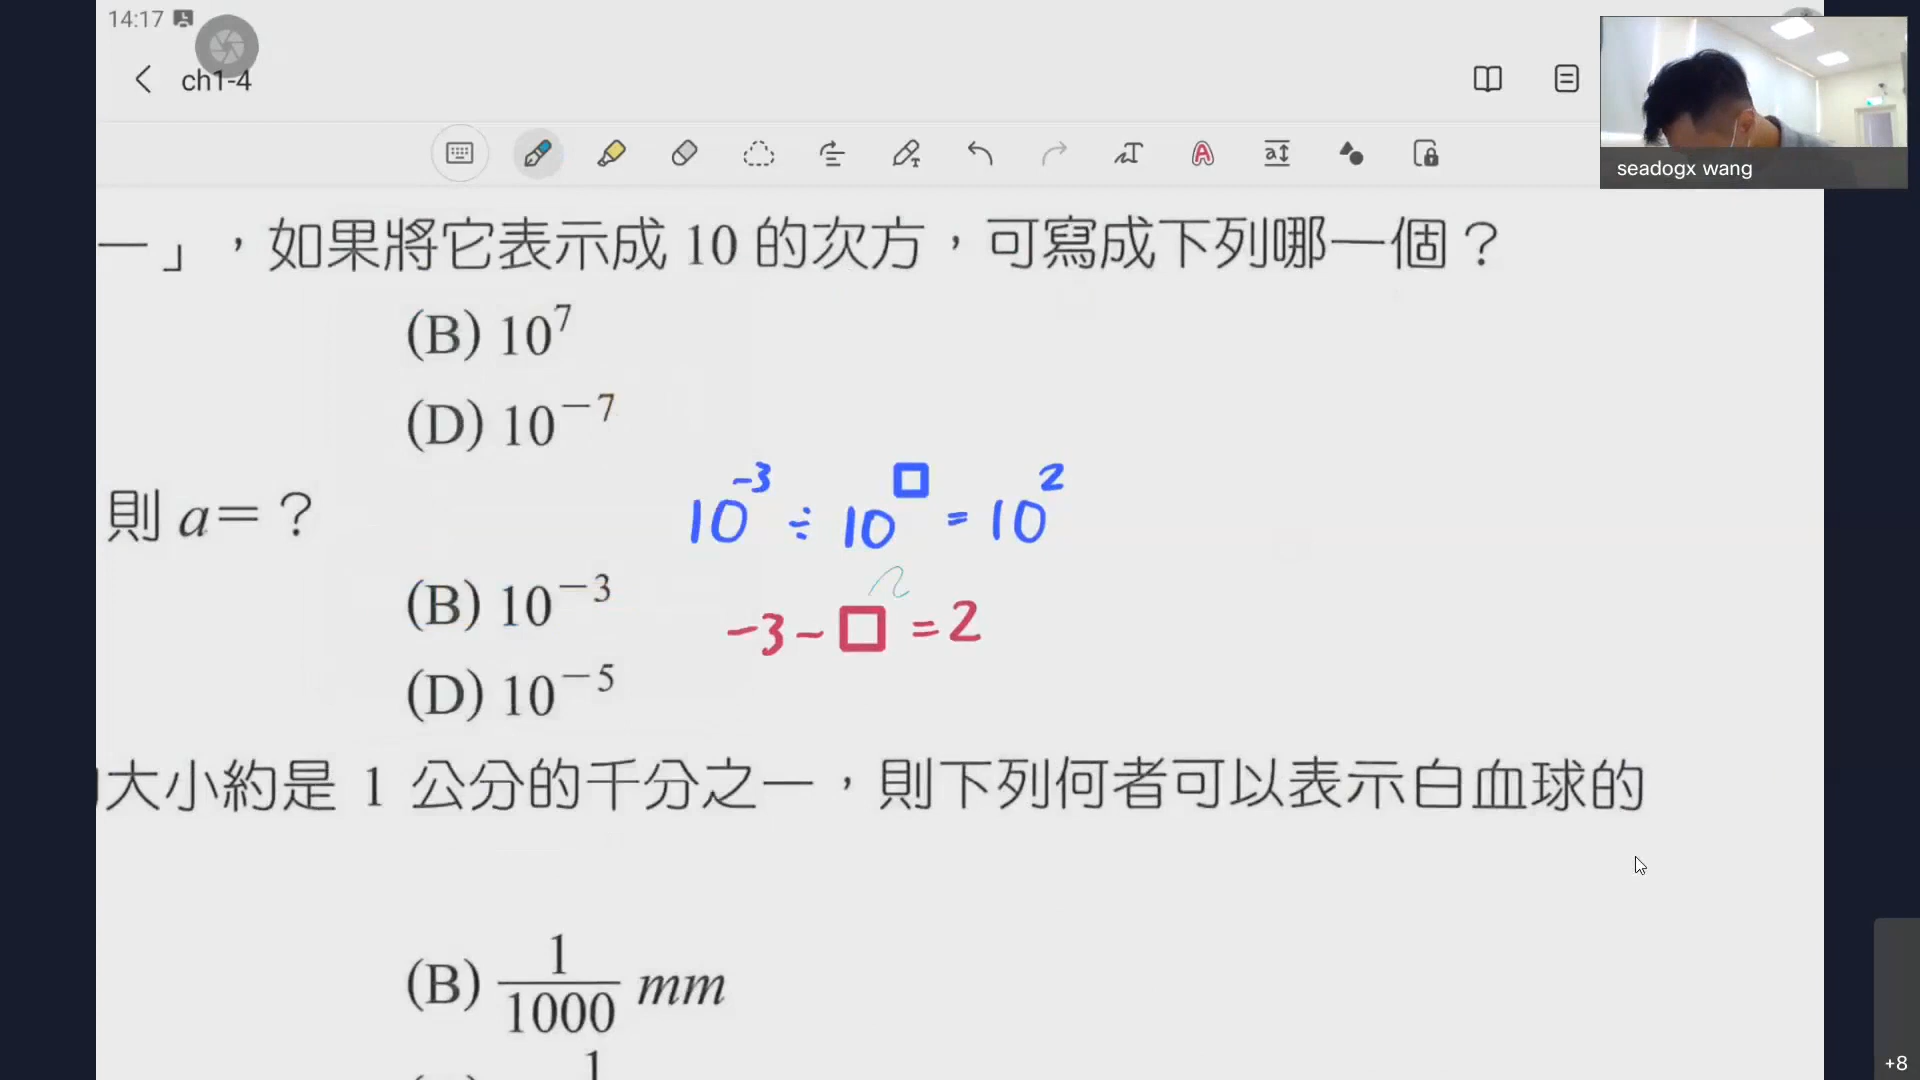 14:17
ch1-4
seadogx wang
一」，如果將它表示成 10 的次方，可寫成下列哪一個？
(B) 10⁷
(D) 10⁻⁷
10⁻³ ÷ 10^□ = 10²
則 a＝？
(B) 10⁻³
-3-□=2
(D) 10⁻⁵
大小約是 1 公分的千分之一，則下列何者可以表示白血球的
(B) 1/1000 mm
1
+8